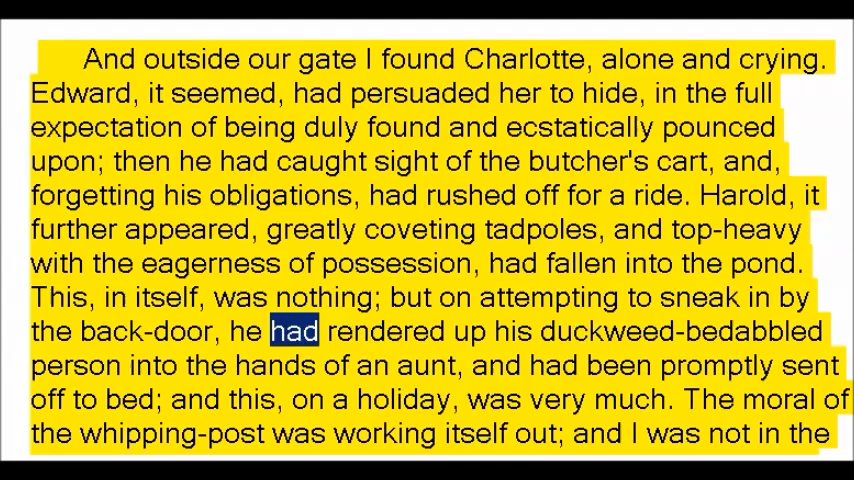 And outside our gate I found Charlotte, alone and crying.
Edward, it seemed, had persuaded her to hide, in the full
expectation of being duly found and ecstatically pounced
upon; then he had caught sight of the butcher's cart, and,
forgetting his obligations, had rushed off for a ride. Harold, it
further appeared, greatly coveting tadpoles, and top-heavy
with the eagerness of possession, had fallen into the pond.
This, in itself, was nothing; but on attempting to sneak in by
the back-door, he had rendered up his duckweed-bedabbled
person into the hands of an aunt, and had been promptly sent
off to bed; and this, on a holiday, was very much. The moral of
the whipping-post was working itself out; and I was not in the